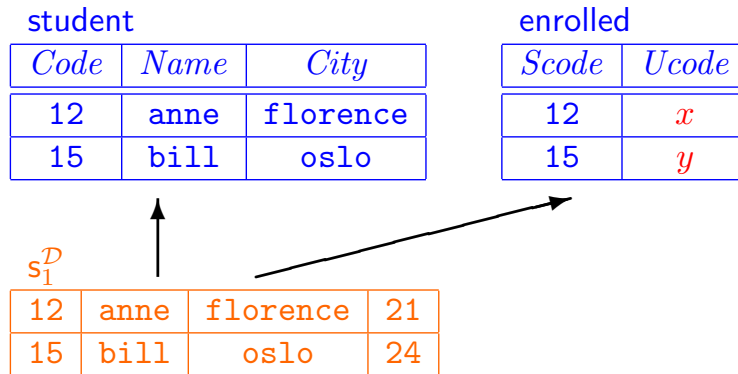 student enrolled
Code Name City Scode Ucode
12 anne florence 12 x
15 bill oslo 15 y
s₁ᴰ
12 anne florence 21
15 bill oslo 24